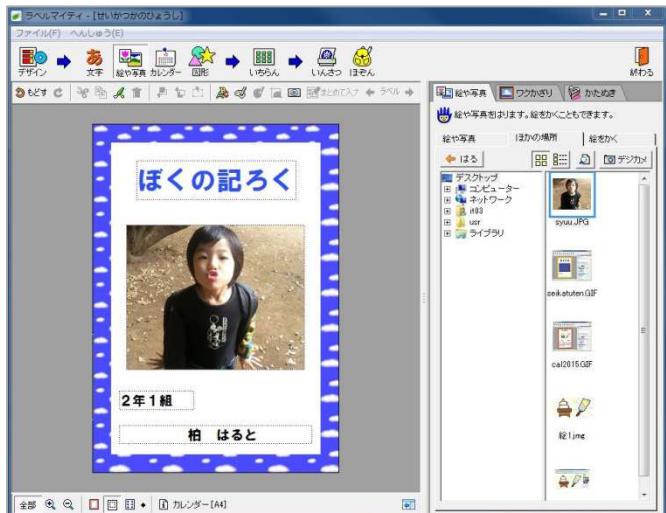 ラベルマイティ - [せいかつかのひょうし]
ファイル(F) へんしゅう(E)
デザイン 文字 絵や写真 カレンダー 図形 いちらん いんさつ ほぞん 終わる
もどす まとめて入力 ラベル
絵や写真 ワクかざり かたぬき
絵や写真をはります。絵をかくこともできます。
絵や写真 ほかの場所 絵をかく
はる デジカメ
デスクトップ
コンピューター
ネットワーク
it03
usr
ライブラリ
syuu.JPG
seikatuten.GIF
cal2015.GIF
絵1.jmg
ぼくの記ろく
2年1組
柏 はると
全部 カレンダー[A4]